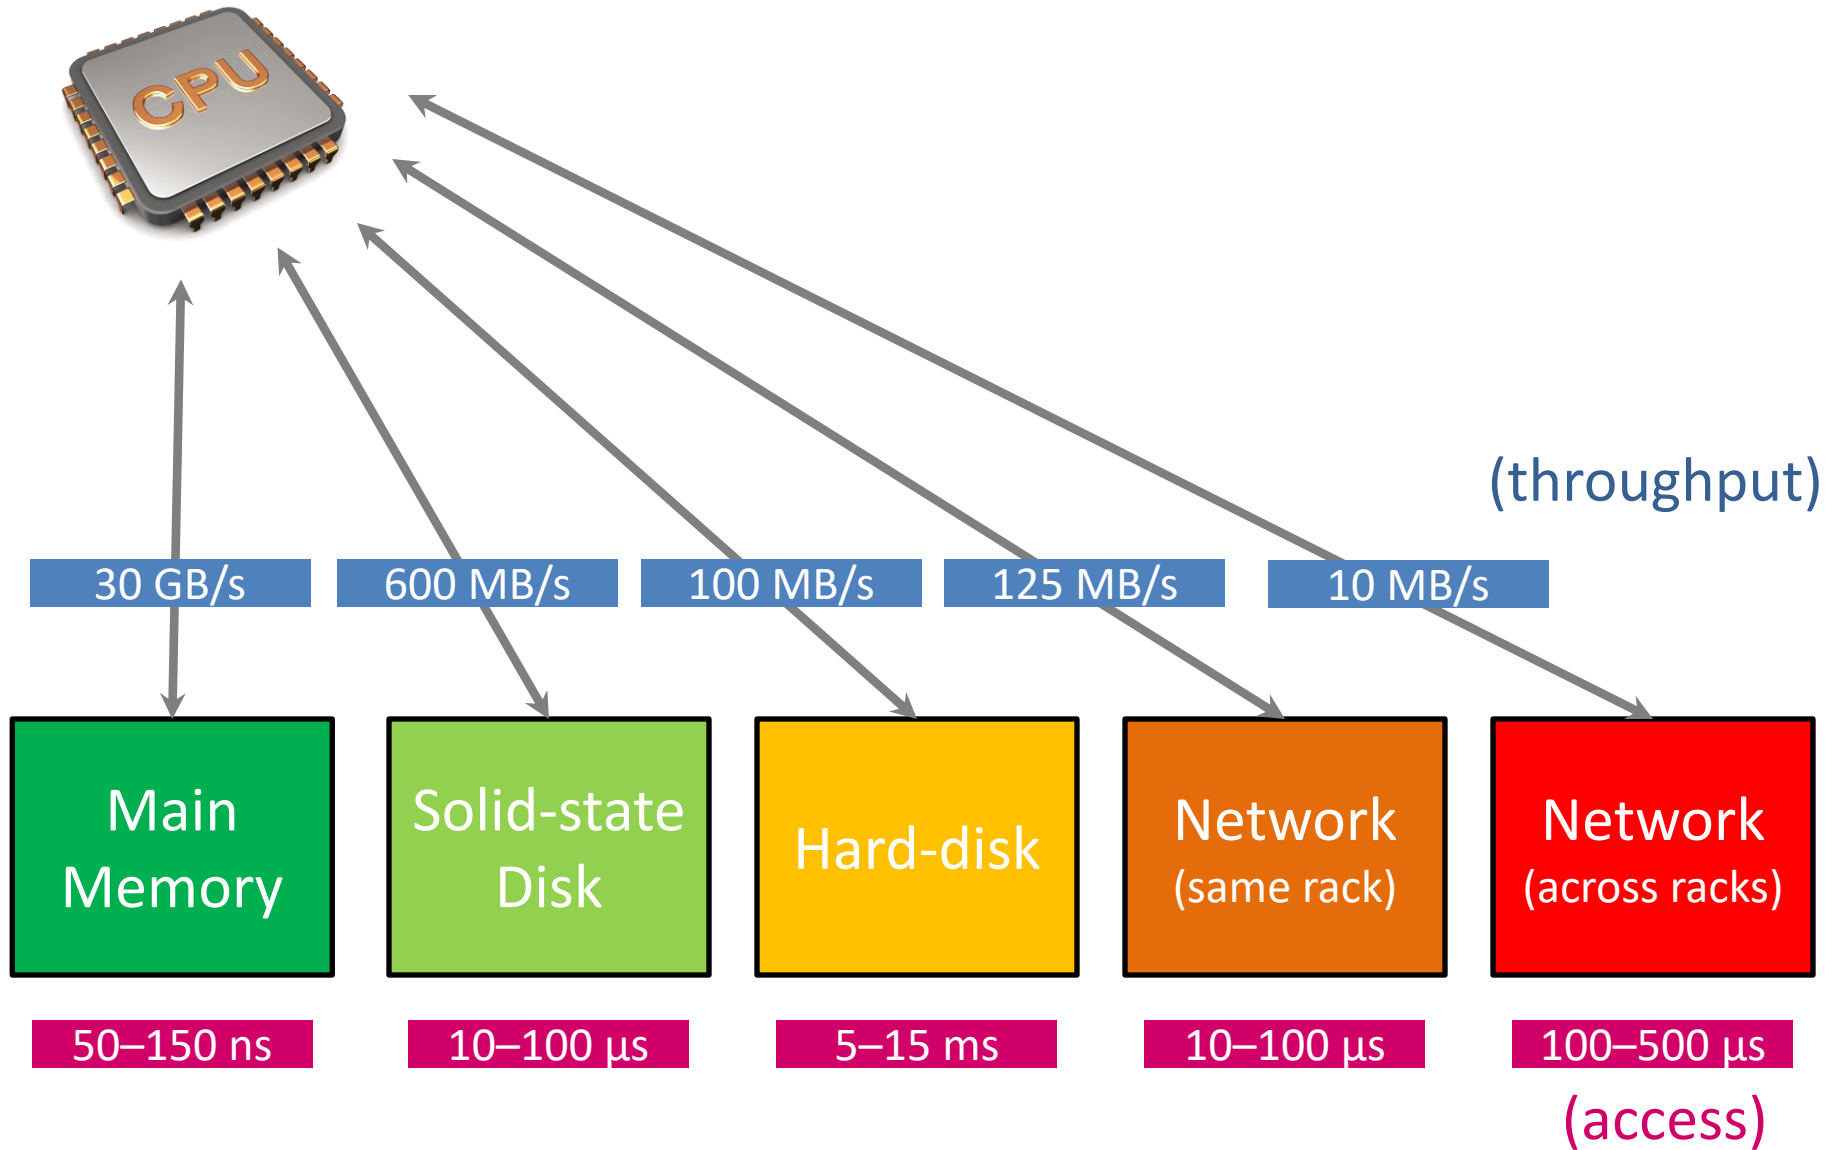 CPU
(throughput)
30 GB/s
600 MB/s
100 MB/s
125 MB/s
10 MB/s
Main
Memory
Solid-state
Disk
Hard-disk
Network
(same rack)
Network
(across racks)
50–150 ns
10–100 μs
5–15 ms
10–100 μs
100–500 μs
(access)